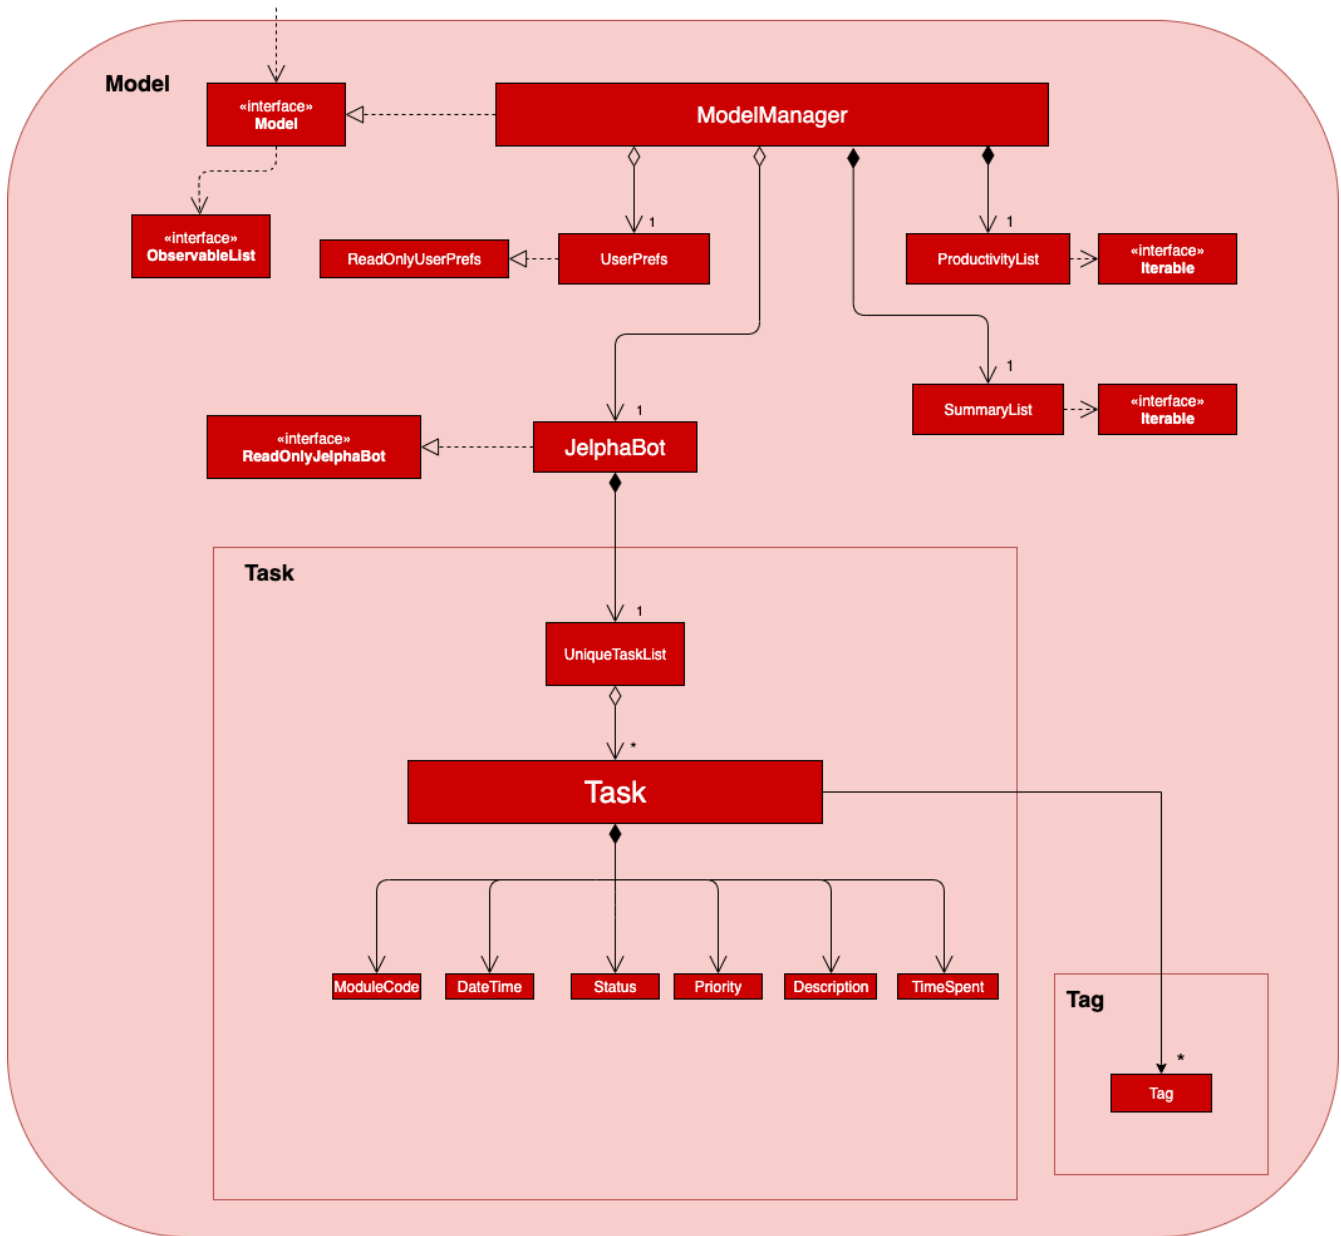 Model
«interface»
Model
ModelManager
«interface»
ObservableList
1
1
ReadOnlyUserPrefs
UserPrefs
ProductivityList
«interface»
Iterable
1
SummaryList
«interface»
Iterable
1
«interface»
ReadOnlyJelphaBot
JelphaBot
Task
1
UniqueTaskList
*
Task
ModuleCode
DateTime
Status
Priority
Description
TimeSpent
Tag
*
Tag